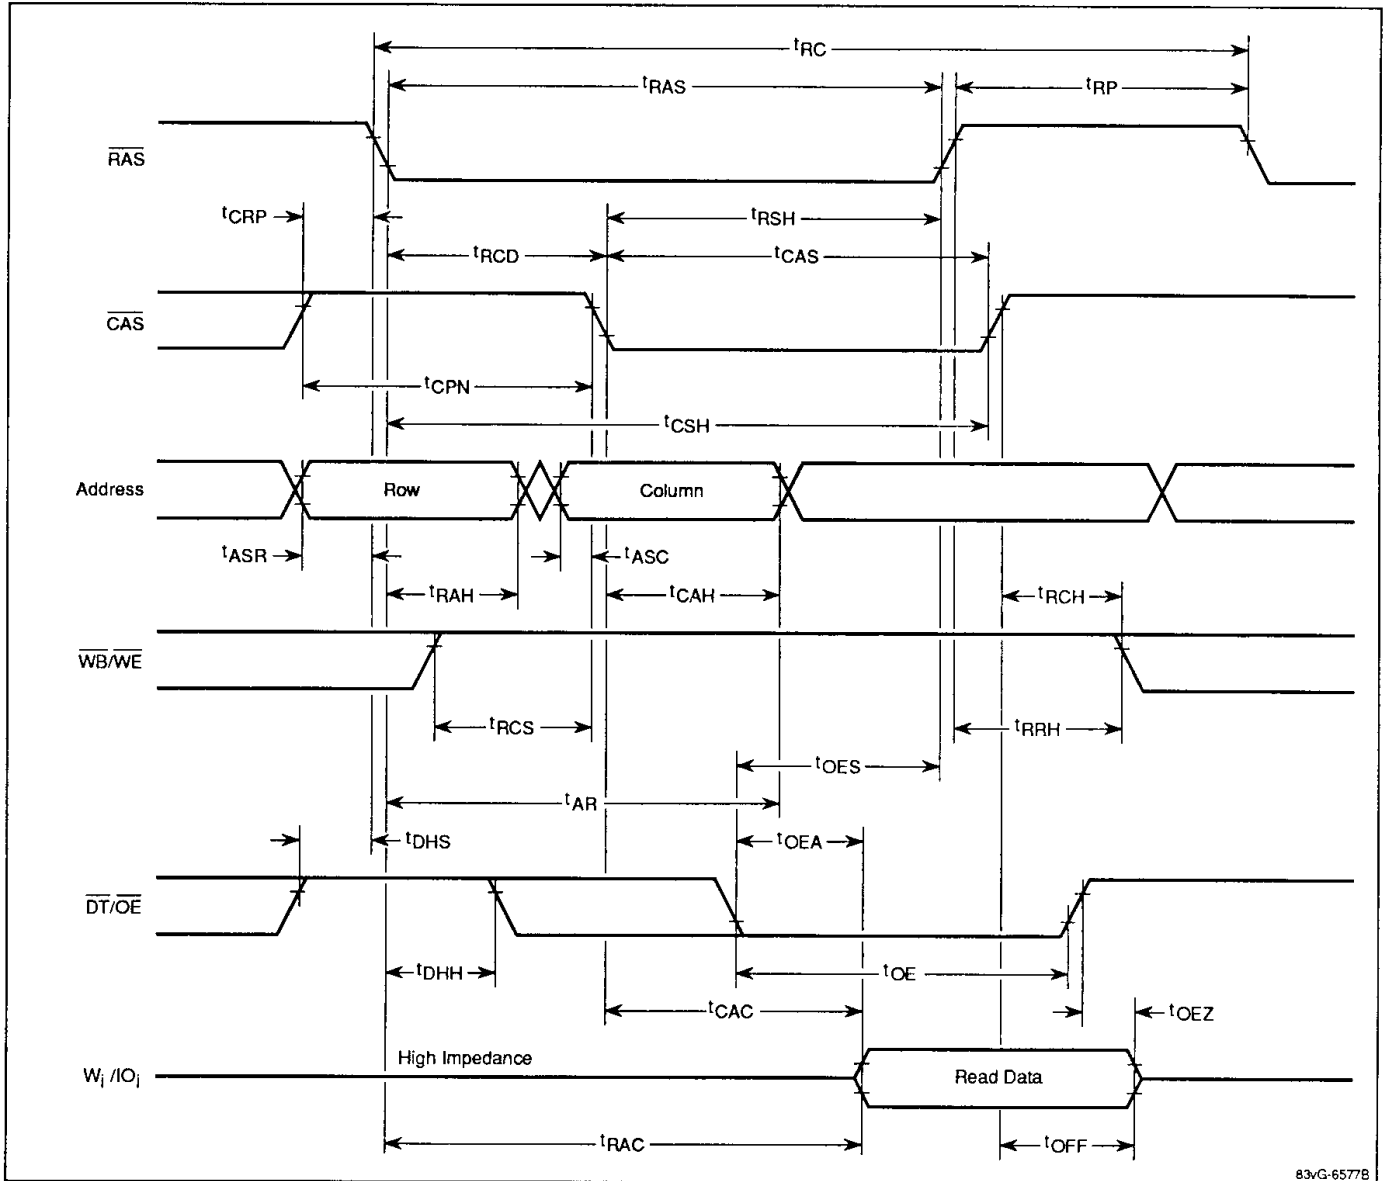 tRC
tRAS
tRP
RAS
tCRP
tRSH
tRCD
tCAS
CAS
tCPN
tCSH
Address
Row
Column
tASR
tASC
tRAH
tCAH
tRCH
WB/WE
tRCS
tRRH
tOES
tAR
tDHS
tOEA
DT/OE
tDHH
tOE
tCAC
tOEZ
High Impedance
Wj /IOj
Read Data
tRAC
tOFF
83vG-6577B